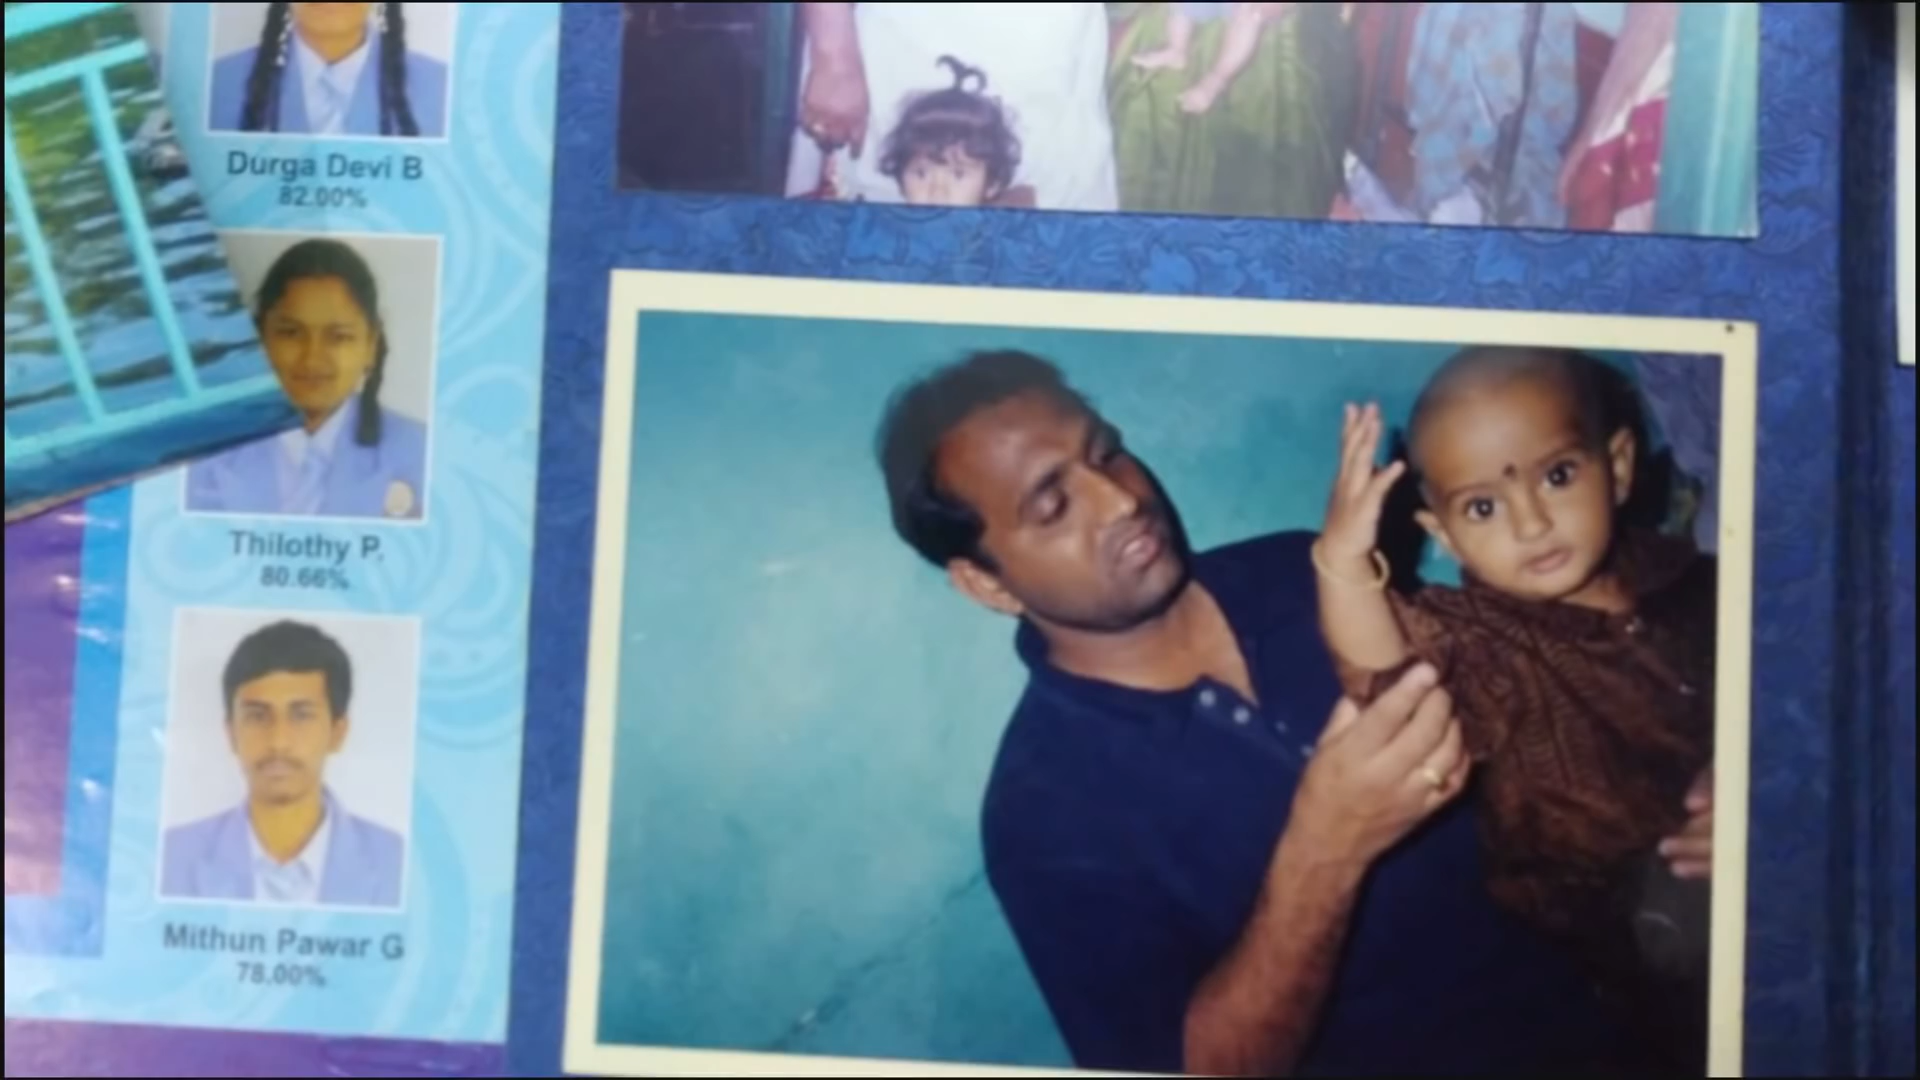 Durga Devi B
82.00%
Thilothy P.
80.66%
Mithun Pawar G
78.00%